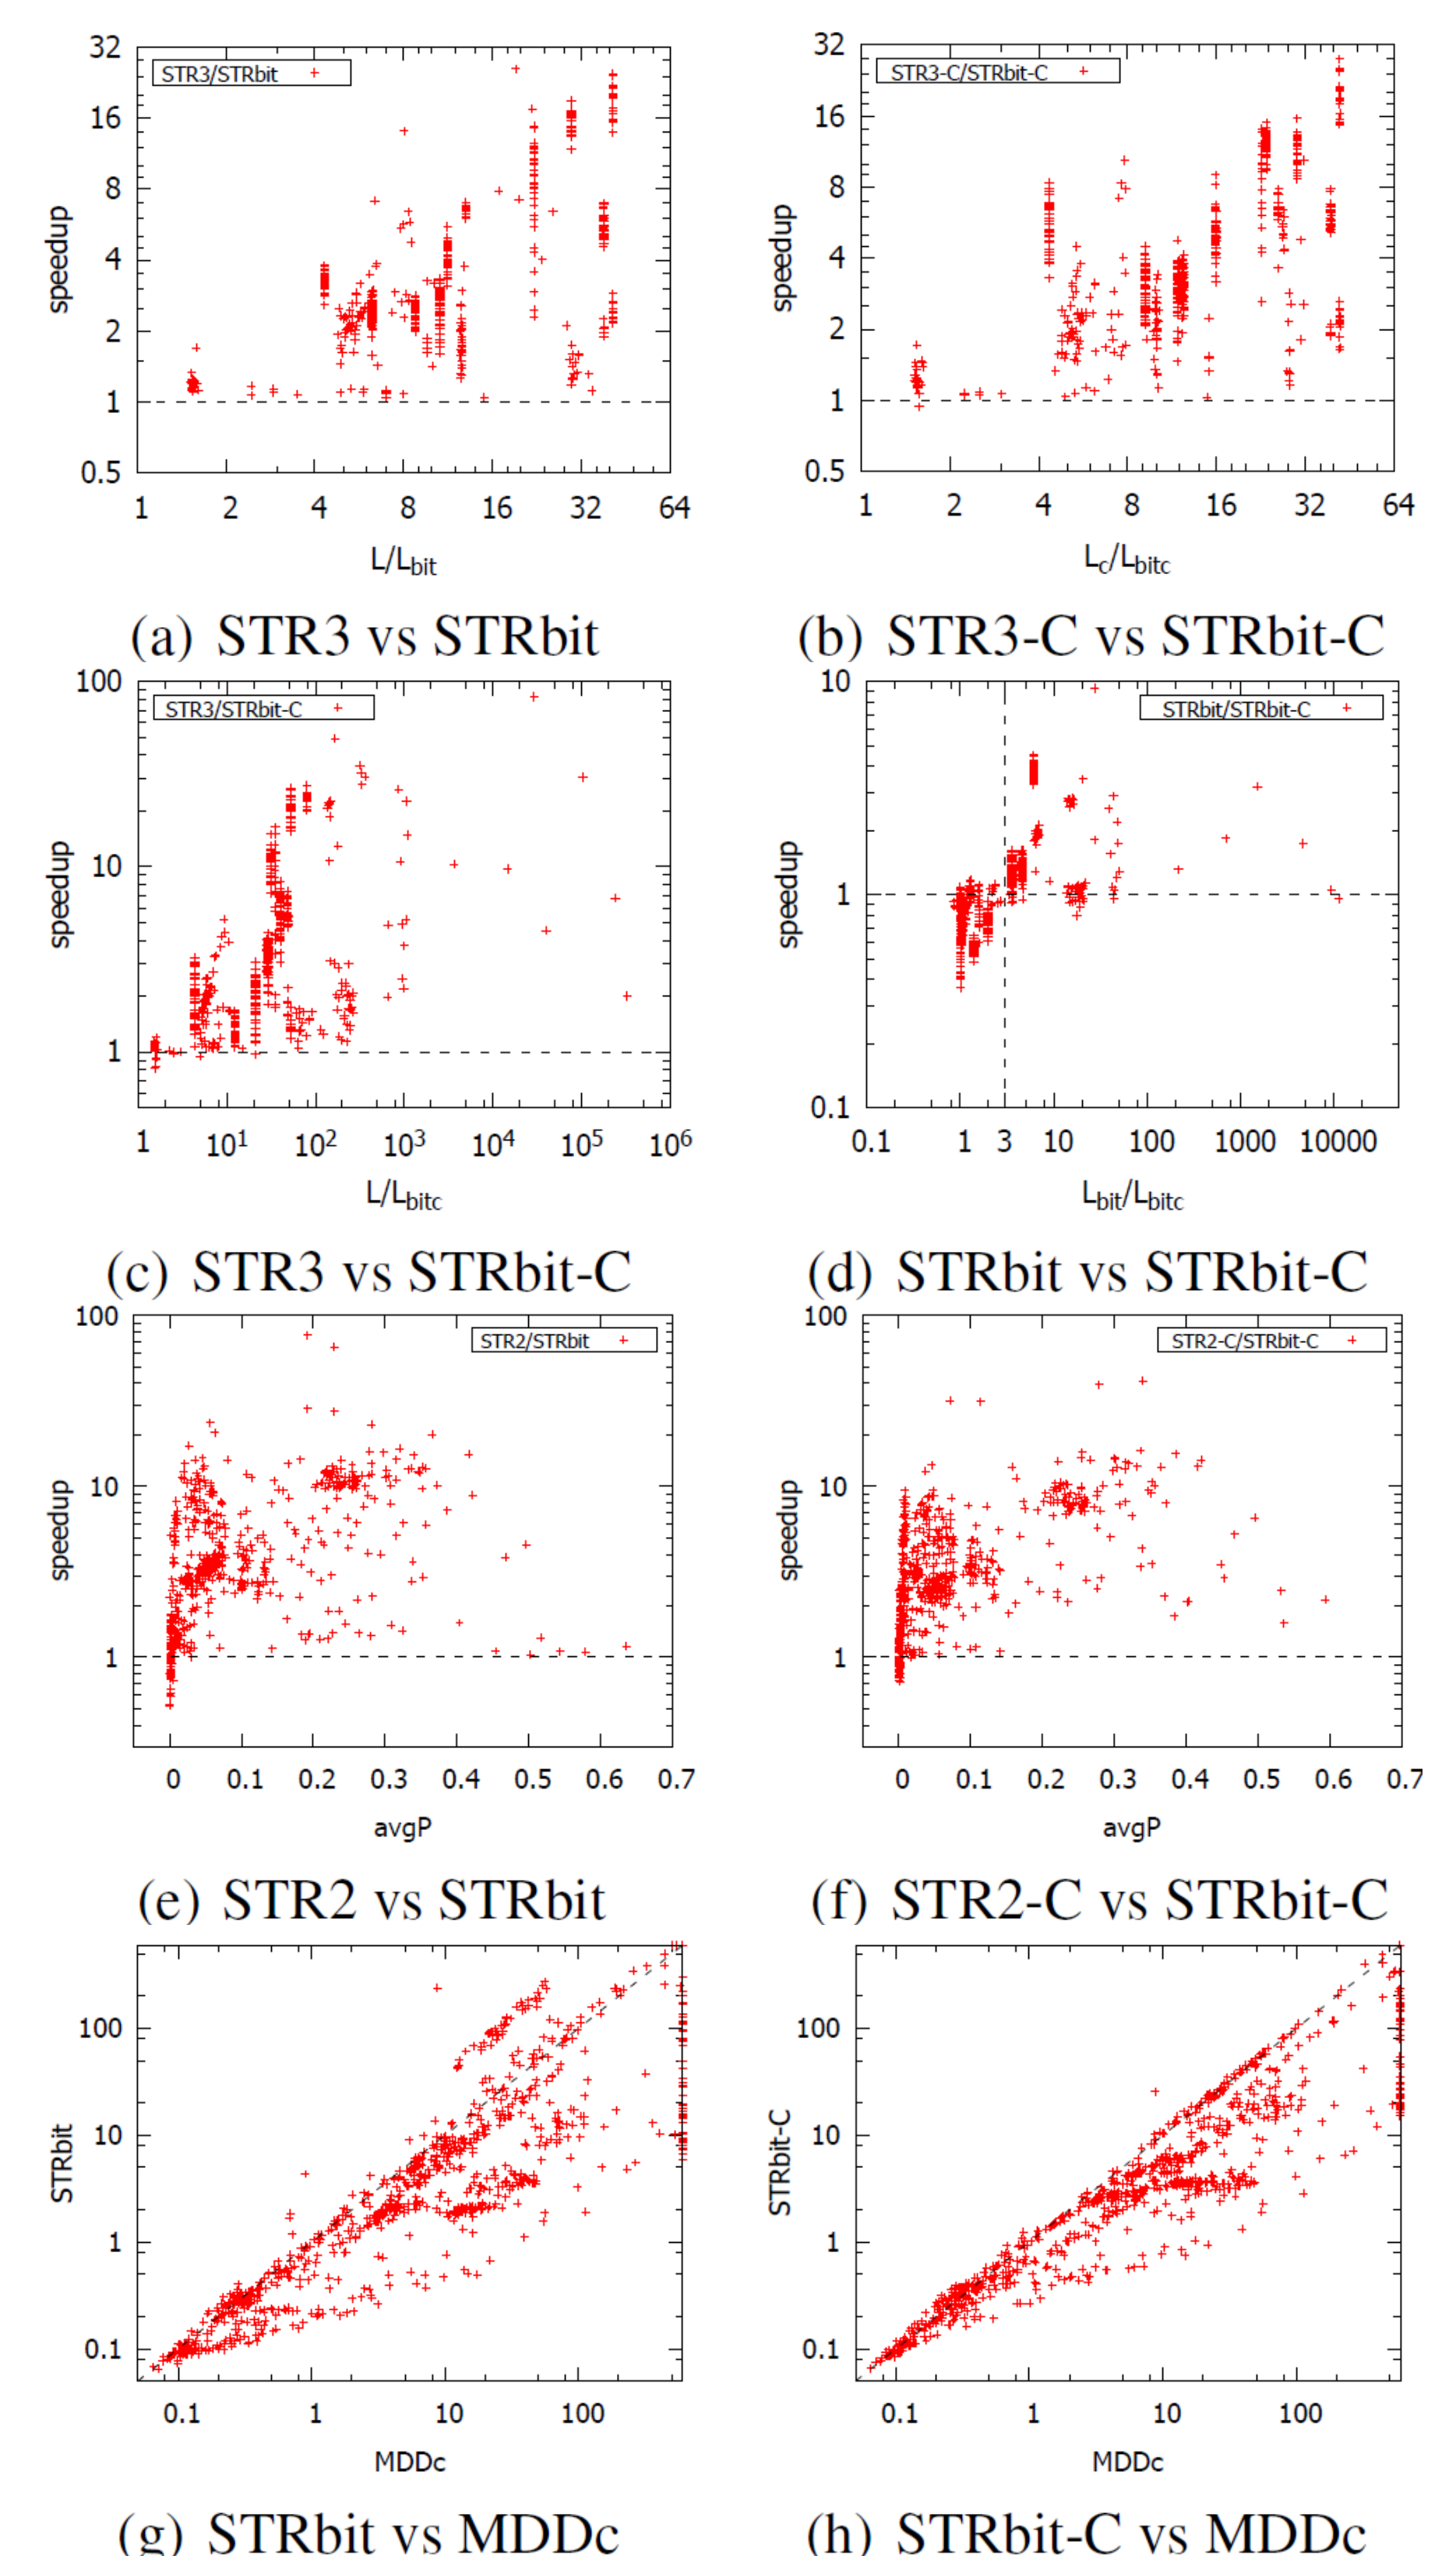 32
16
8
4
2
1
0.5
speedup
STR3/STRbit
1 2 4 8 16 32 64
L/Lbit
(a) STR3 vs STRbit
32
16
8
4
2
1
0.5
speedup
STR3-C/STRbit-C
1 2 4 8 16 32 64
Lc/Lbitc
(b) STR3-C vs STRbit-C
100
10
1
speedup
STR3/STRbit-C
1 10¹ 10² 10³ 10⁴ 10⁵ 10⁶
L/Lbitc
(c) STR3 vs STRbit-C
10
1
0.1
speedup
STRbit/STRbit-C
0.1 1 3 10 100 1000 10000
Lbit/Lbitc
(d) STRbit vs STRbit-C
100
10
1
speedup
STR2/STRbit
0 0.1 0.2 0.3 0.4 0.5 0.6 0.7
avgP
(e) STR2 vs STRbit
100
10
1
speedup
STR2-C/STRbit-C
0 0.1 0.2 0.3 0.4 0.5 0.6 0.7
avgP
(f) STR2-C vs STRbit-C
100
10
1
0.1
STRbit
0.1 1 10 100
MDDc
(g) STRbit vs MDDc
100
10
1
0.1
STRbit-C
0.1 1 10 100
MDDc
(h) STRbit-C vs MDDc